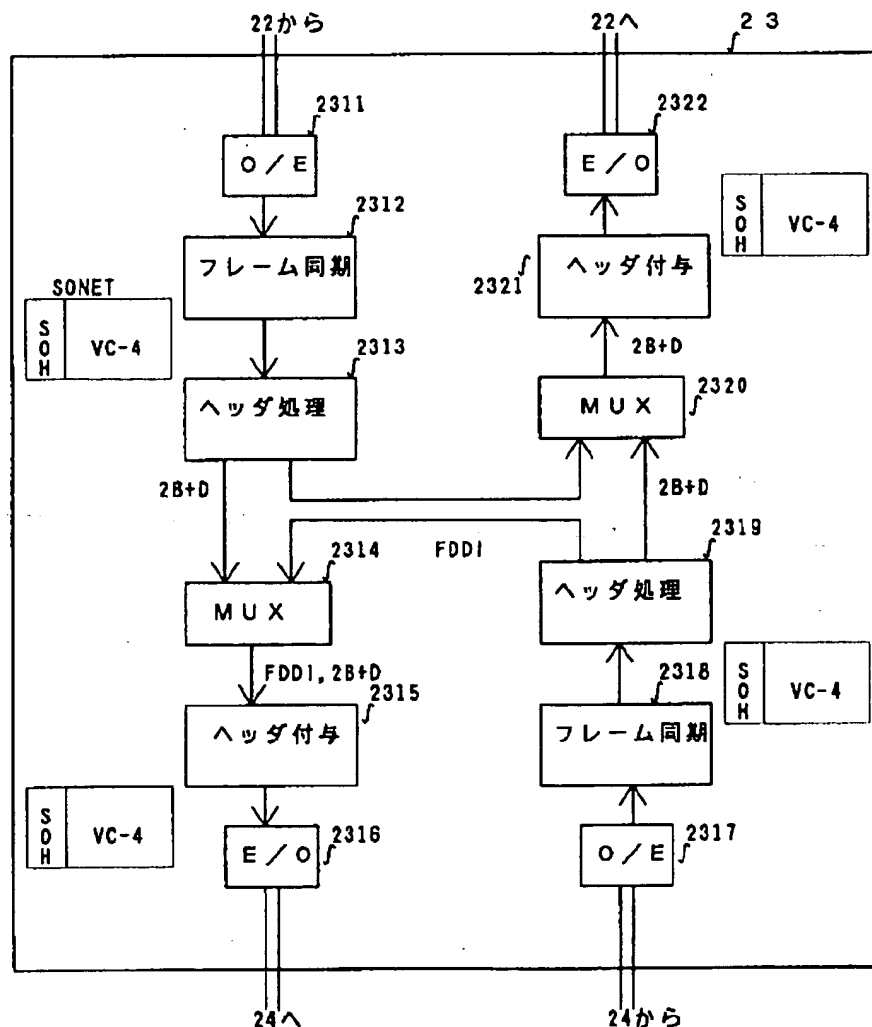 22から
22へ
23
2311
O/E
2322
E/O
2312
フレーム同期
SOH
VC-4
2321
ヘッダ付与
SONET
SOH
VC-4
2313
ヘッダ処理
2B+D
MUX
2320
2B+D
2B+D
FDDI
2319
ヘッダ処理
2314
MUX
FDDI,2B+D
2315
ヘッダ付与
2318
フレーム同期
SOH
VC-4
SOH
VC-4
E/O
2316
O/E
2317
24へ
24から